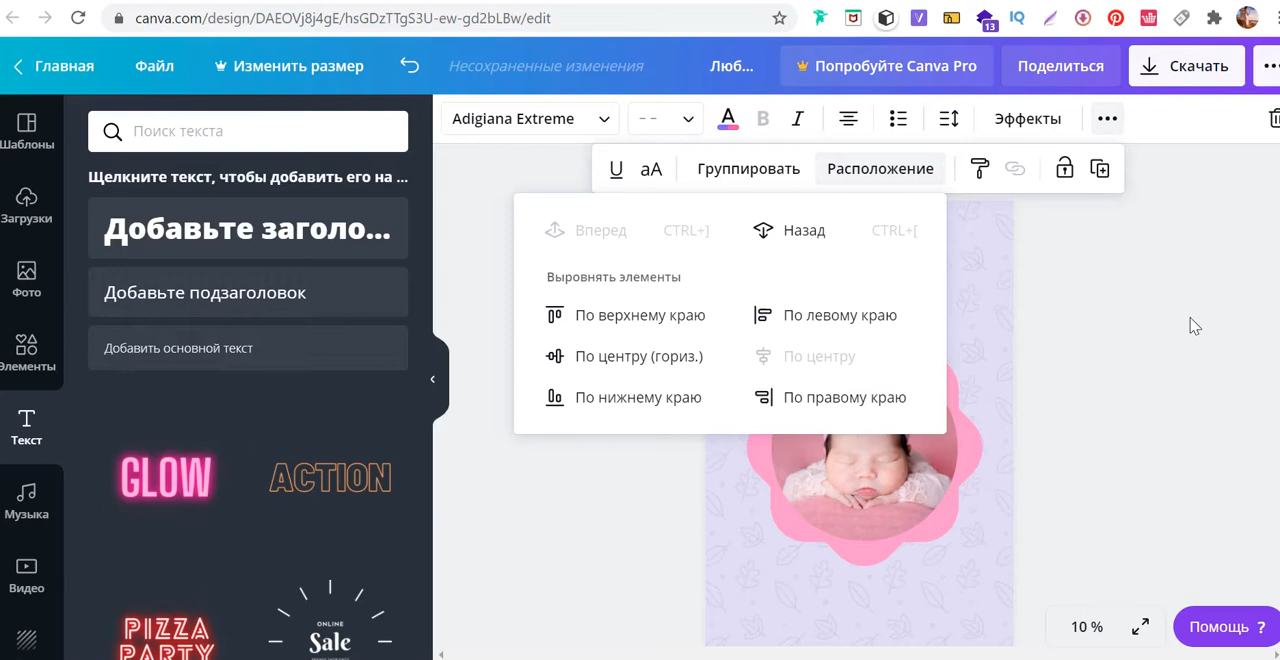 canva.com/design/DAEOVj8j4gE/hsGDzTTgS3U-ew-gd2bLBw/edit
13
Главная
Файл
Изменить размер
Несохраненные изменения
Люб...
Попробуйте Canva Pro
Поделиться
Скачать
Шаблоны
Загрузки
Фото
Элементы
Текст
Музыка
Видео
Поиск текста
Щелкните текст, чтобы добавить его на ...
Добавьте заголо...
Добавьте подзаголовок
Добавить основной текст
GLOW
ACTION
PIZZA
PARTY
ONLINE
Sale
Adigiana Extreme
- -
A
B
I
Эффекты
U
aA
Группировать
Расположение
Вперед CTRL+]
Назад CTRL+[
Выровнять элементы
По верхнему краю
По левому краю
По центру (гориз.)
По центру
По нижнему краю
По правому краю
10 %
Помощь ?